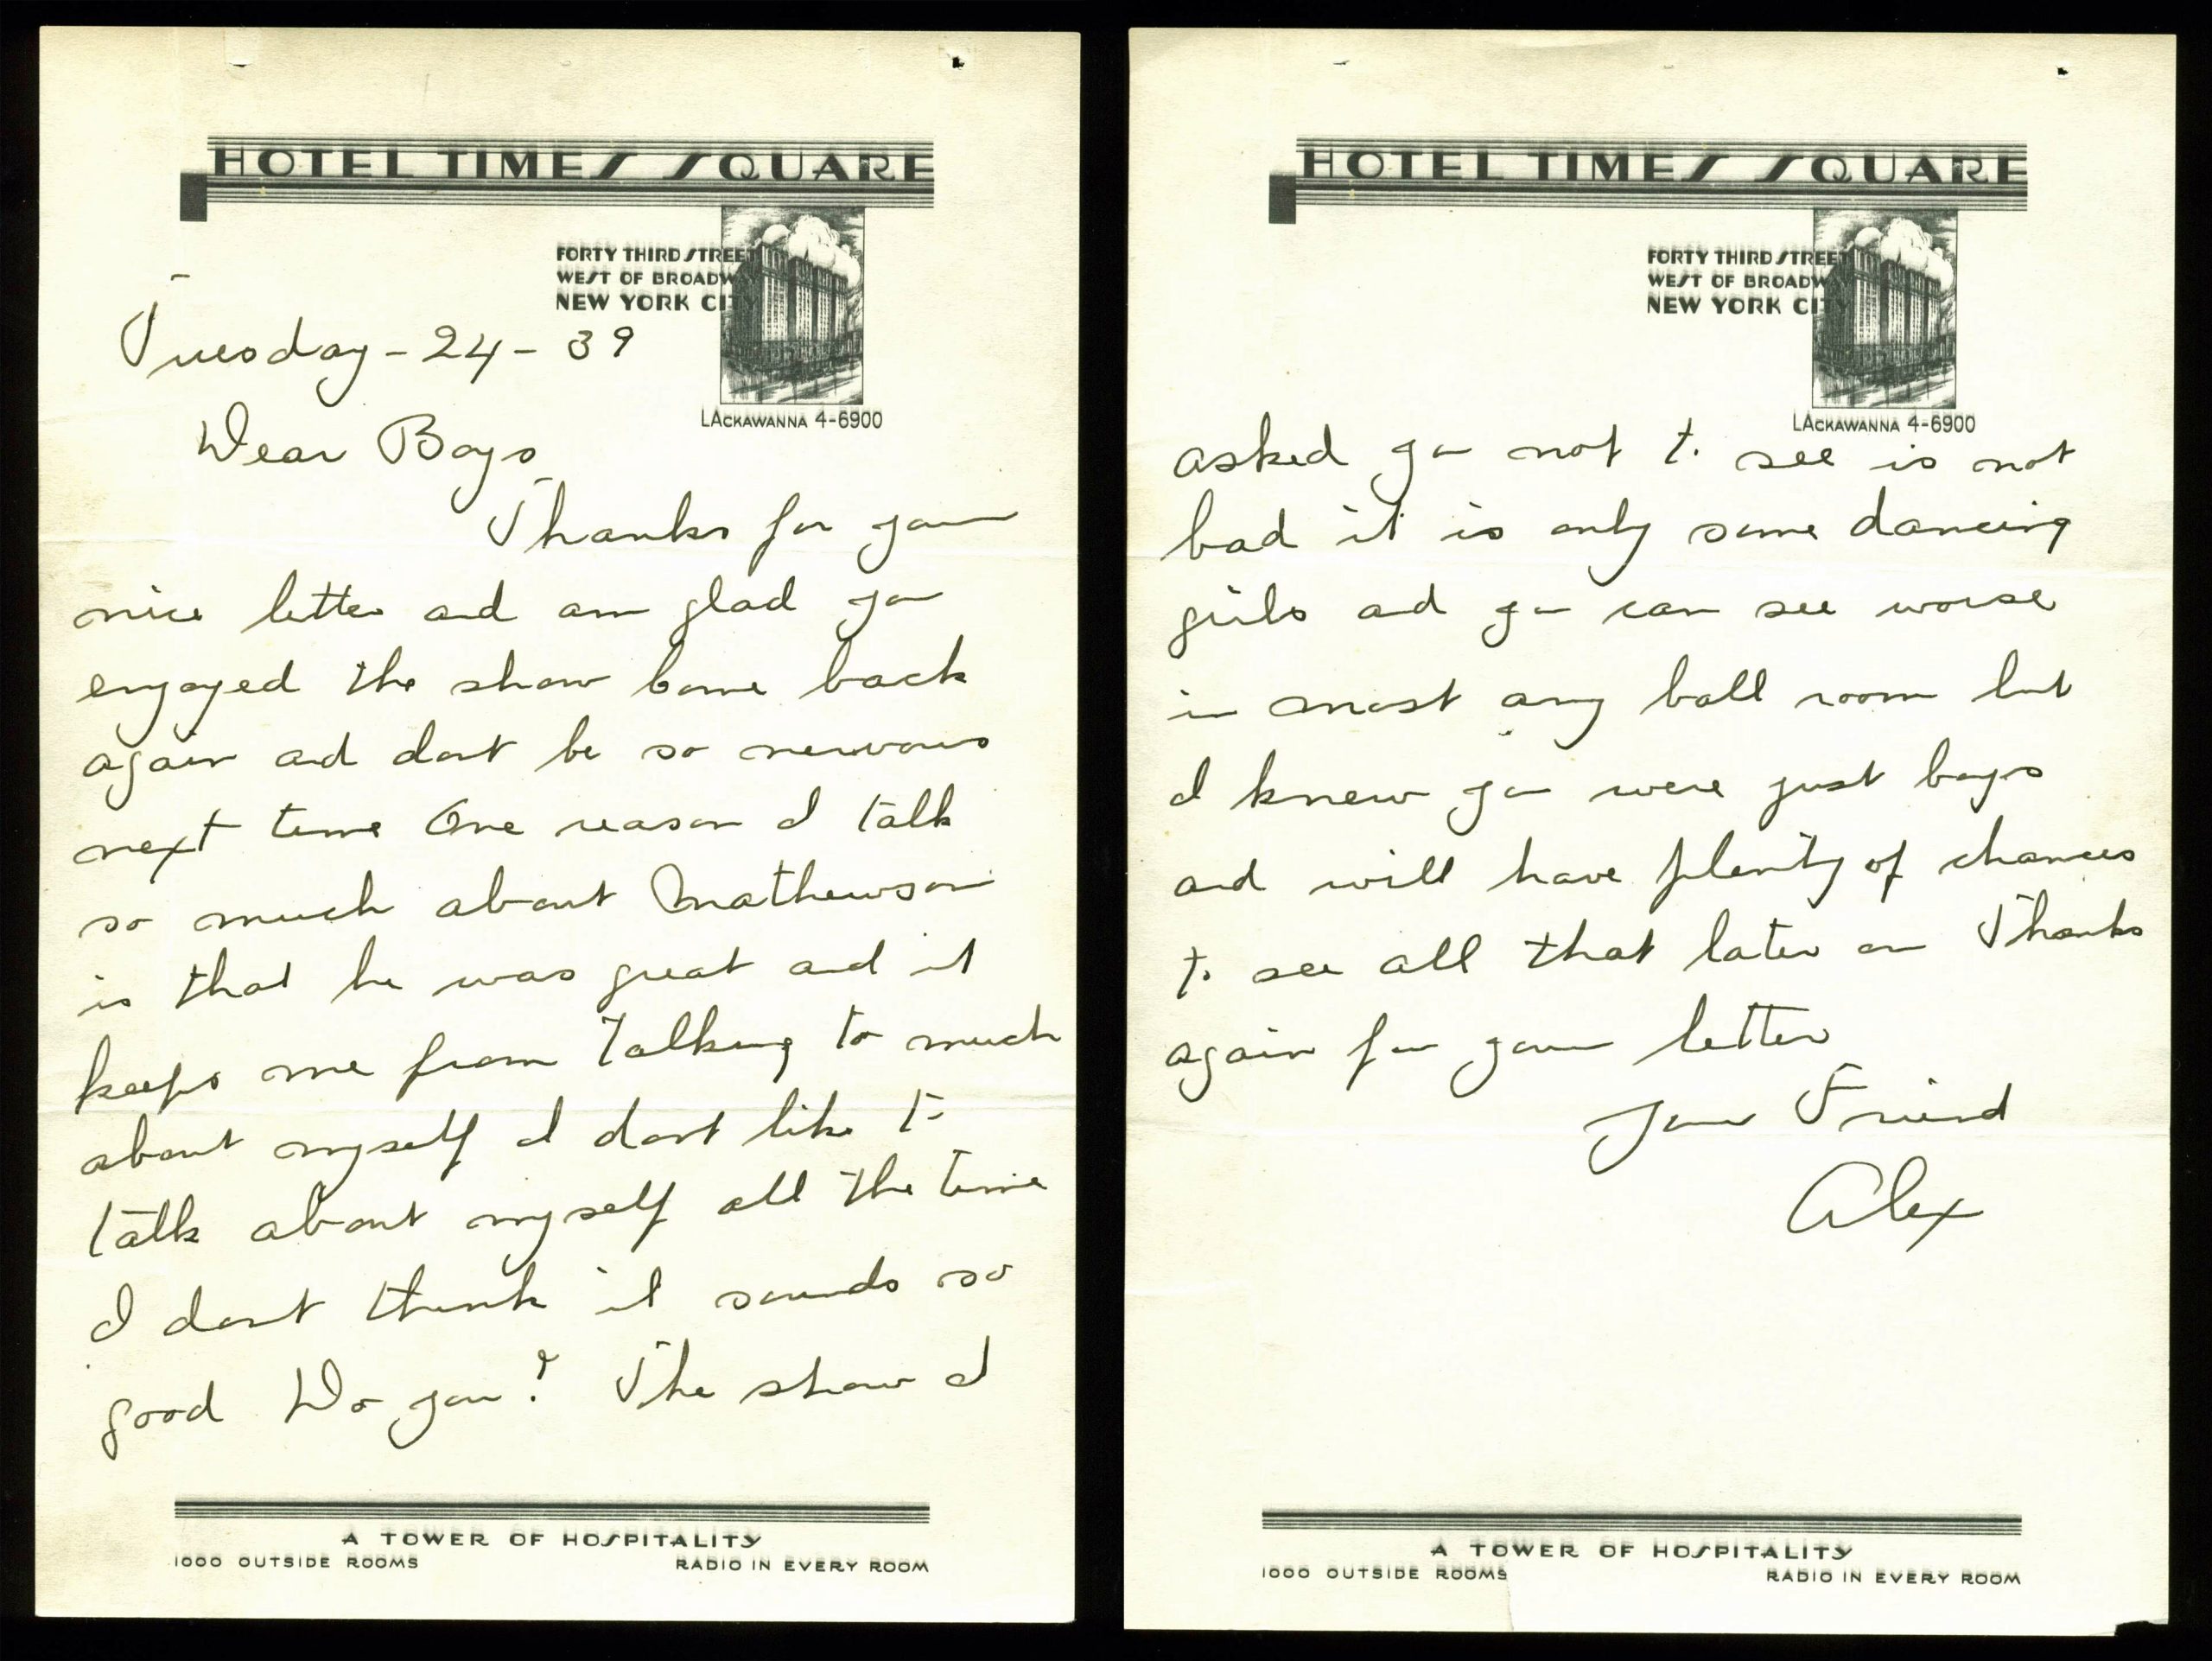 HOTEL TIMES SQUARE
FORTY THIRD STREET
WEST OF BROADW
NEW YORK CITY
LACKAWANNA 4-6900
Tuesday - 24 - 39
Dear Boys
Thanks for your
nice letter and am glad you
engoyed the show Come back
again and dont be so nervous
next time One reason I talk
so much about Mathewson
is that he was great and it
keeps me from talking to much
about myself I dont like to
talk about myself all the time
I dont think it sounds so
good Do you? The show I
A TOWER OF HOSPITALITY
1000 OUTSIDE ROOMS RADIO IN EVERY ROOM
HOTEL TIMES SQUARE
FORTY THIRD STREET
WEST OF BROADW
NEW YORK CITY
LACKAWANNA 4-6900
asked you not to see is not
bad it is only some dancing
girls and you can see worse
in most any ball room but
I knew you were just boys
and will have plenty of chances
to see all that later on Thanks
again for your letter
Your Friend
Alex
A TOWER OF HOSPITALITY
1000 OUTSIDE ROOMS RADIO IN EVERY ROOM